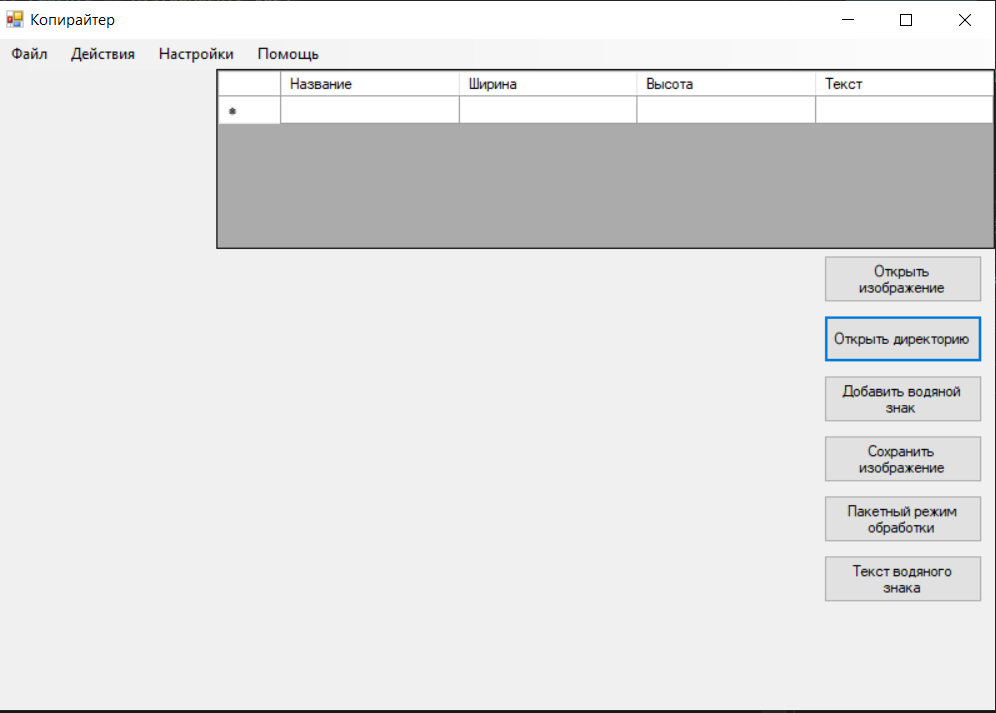 Копирайтер
Файл Действия Настройки Помощь
Название Ширина Высота Текст
Открыть
изображение
Открыть директорию
Добавить водяной
знак
Сохранить
изображение
Пакетный режим
обработки
Текст водяного
знака